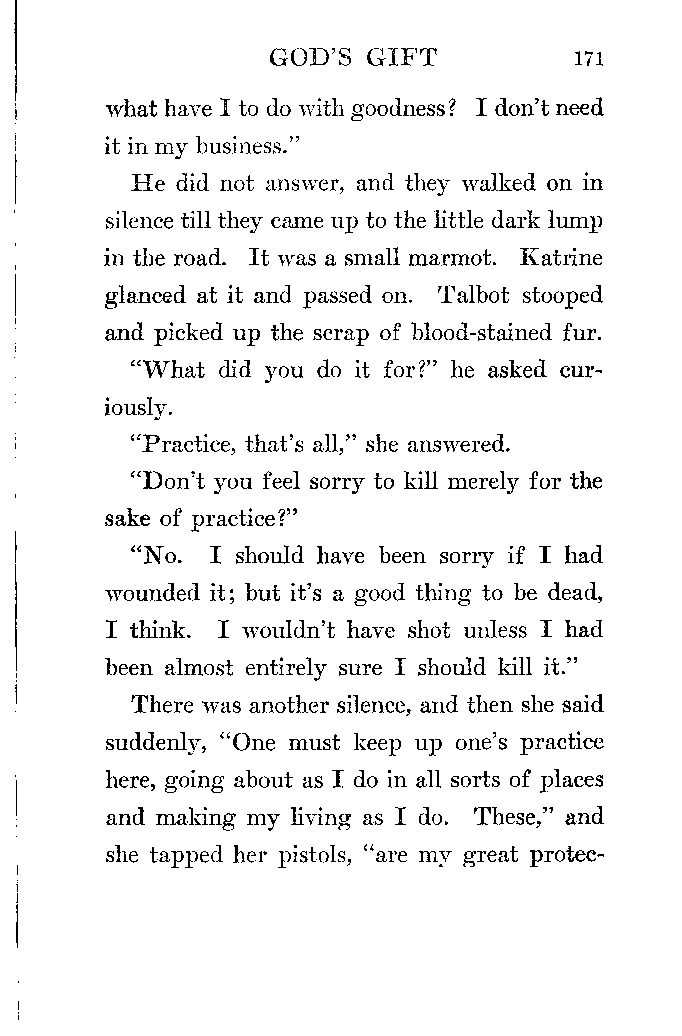 GOD'S GIFT 171
what have I to do with goodness? I don't need
it in my business."
He did not answer, and they walked on in
silence till they came up to the little dark lump
in the road. It was a small marmot. Katrine
glanced at it and passed on. Talbot stooped
and picked up the scrap of blood-stained fur.
"What did you do it for?" he asked cur-
iously.
"Practice, that's all," she answered.
"Don't you feel sorry to kill merely for the
sake of practice?"
"No. I should have been sorry if I had
wounded it; but it's a good thing to be dead,
I think. I wouldn't have shot unless I had
been almost entirely sure I should kill it."
There was another silence, and then she said
suddenly, "One must keep up one's practice
here, going about as I do in all sorts of places
and making my living as I do. These," and
she tapped her pistols, "are my great protec-